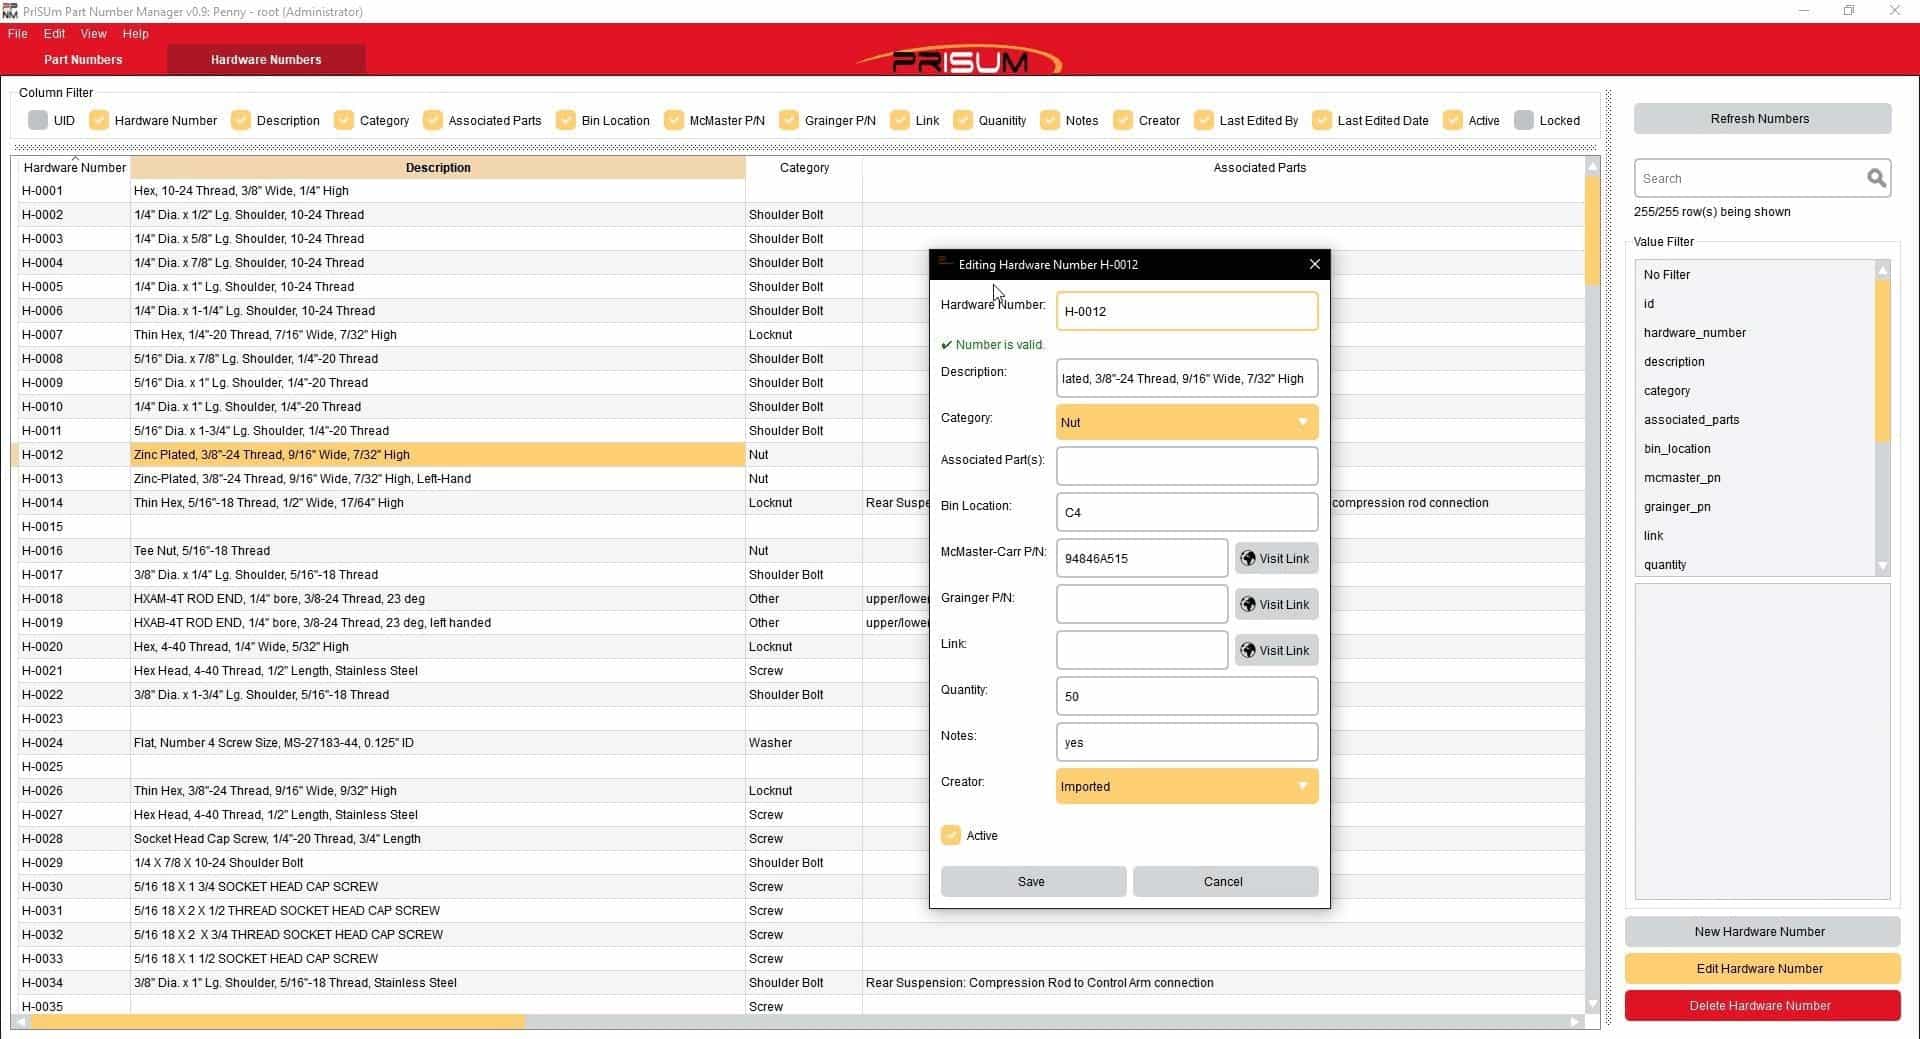 PrISUm Part Number Manager v0.9: Penny - root (Administrator)
File Edit View Help
Part Numbers Hardware Numbers PRISUM
Column Filter
UID Hardware Number Description Category Associated Parts Bin Location McMaster P/N Grainger P/N Link Quanitity Notes Creator Last Edited By Last Edited Date Active Locked
Hardware Number Description Category Associated Parts
H-0001 Hex, 10-24 Thread, 3/8" Wide, 1/4" High
H-0002 1/4" Dia. x 1/2" Lg. Shoulder, 10-24 Thread Shoulder Bolt
H-0003 1/4" Dia. x 5/8" Lg. Shoulder, 10-24 Thread Shoulder Bolt
H-0004 1/4" Dia. x 7/8" Lg. Shoulder, 10-24 Thread Shoulder Bolt
H-0005 1/4" Dia. x 1" Lg. Shoulder, 10-24 Thread Shoulder Bolt
H-0006 1/4" Dia. x 1-1/4" Lg. Shoulder, 10-24 Thread Shoulder Bolt
H-0007 Thin Hex, 1/4"-20 Thread, 7/16" Wide, 7/32" High Locknut
H-0008 5/16" Dia. x 7/8" Lg. Shoulder, 1/4"-20 Thread Shoulder Bolt
H-0009 5/16" Dia. x 1" Lg. Shoulder, 1/4"-20 Thread Shoulder Bolt
H-0010 1/4" Dia. x 1" Lg. Shoulder, 1/4"-20 Thread Shoulder Bolt
H-0011 5/16" Dia. x 1-3/4" Lg. Shoulder, 1/4"-20 Thread Shoulder Bolt
H-0012 Zinc Plated, 3/8"-24 Thread, 9/16" Wide, 7/32" High Nut
H-0013 Zinc-Plated, 3/8"-24 Thread, 9/16" Wide, 7/32" High, Left-Hand Nut
H-0014 Thin Hex, 5/16"-18 Thread, 1/2" Wide, 17/64" High Locknut Rear Suspe compression rod connection
H-0015
H-0016 Tee Nut, 5/16"-18 Thread Nut
H-0017 3/8" Dia. x 1/4" Lg. Shoulder, 5/16"-18 Thread Shoulder Bolt
H-0018 HXAM-4T ROD END, 1/4" bore, 3/8-24 Thread, 23 deg Other upper/lowe
H-0019 HXAB-4T ROD END, 1/4" bore, 3/8-24 Thread, 23 deg, left handed Other upper/lowe
H-0020 Hex, 4-40 Thread, 1/4" Wide, 5/32" High Locknut
H-0021 Hex Head, 4-40 Thread, 1/2" Length, Stainless Steel Screw
H-0022 3/8" Dia. x 1-3/4" Lg. Shoulder, 5/16"-18 Thread Shoulder Bolt
H-0023
H-0024 Flat, Number 4 Screw Size, MS-27183-44, 0.125" ID Washer
H-0025
H-0026 Thin Hex, 3/8"-24 Thread, 9/16" Wide, 9/32" High Locknut
H-0027 Hex Head, 4-40 Thread, 1/2" Length, Stainless Steel Screw
H-0028 Socket Head Cap Screw, 1/4"-20 Thread, 3/4" Length Screw
H-0029 1/4 X 7/8 X 10-24 Shoulder Bolt Shoulder Bolt
H-0030 5/16 18 X 1 3/4 SOCKET HEAD CAP SCREW Screw
H-0031 5/16 18 X 2 X 1/2 THREAD SOCKET HEAD CAP SCREW Screw
H-0032 5/16 18 X 2 X 3/4 THREAD SOCKET HEAD CAP SCREW Screw
H-0033 5/16 18 X 1 1/2 SOCKET HEAD CAP SCREW Screw
H-0034 3/8" Dia. x 1" Lg. Shoulder, 5/16"-18 Thread, Stainless Steel Shoulder Bolt Rear Suspension: Compression Rod to Control Arm connection
H-0035 Screw
Editing Hardware Number H-0012
Hardware Number: H-0012
✔ Number is valid.
Description: lated, 3/8"-24 Thread, 9/16" Wide, 7/32" High
Category: Nut
Associated Part(s):
Bin Location: C4
McMaster-Carr P/N: 94846A515 Visit Link
Grainger P/N: Visit Link
Link: Visit Link
Quantity: 50
Notes: yes
Creator: Imported
Active
Save Cancel
Refresh Numbers
Search
255/255 row(s) being shown
Value Filter
No Filter
id
hardware_number
description
category
associated_parts
bin_location
mcmaster_pn
grainger_pn
link
quantity
New Hardware Number
Edit Hardware Number
Delete Hardware Number